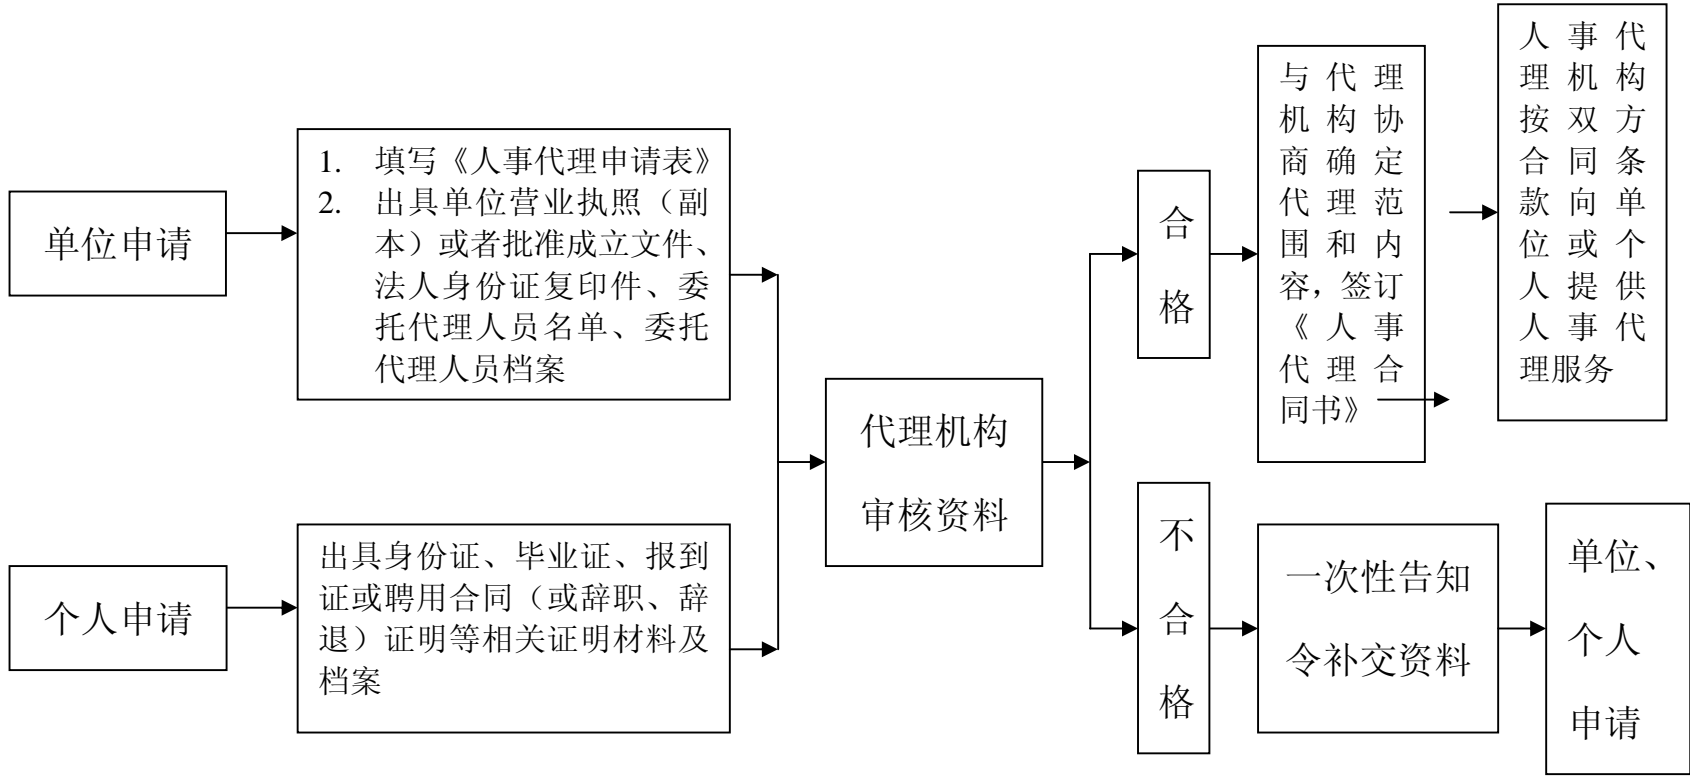 单位申请
1. 填写《人事代理申请表》
2. 出具单位营业执照（副
本）或者批准成立文件、
法人身份证复印件、委
托代理人员名单、委托
代理人员档案
个人申请
出具身份证、毕业证、报到
证或聘用合同（或辞职、辞
退）证明等相关证明材料及
档案
代理机构
审核资料
合
格
与代理
机构协
商确定
代理范
围和内
容，签订
《人事
代理合
同书》
人事代
理机构
按双方
合同条
款向单
位或个
人提供
人事代
理服务
不
合
格
一次性告知
令补交资料
单位、
个人
申请